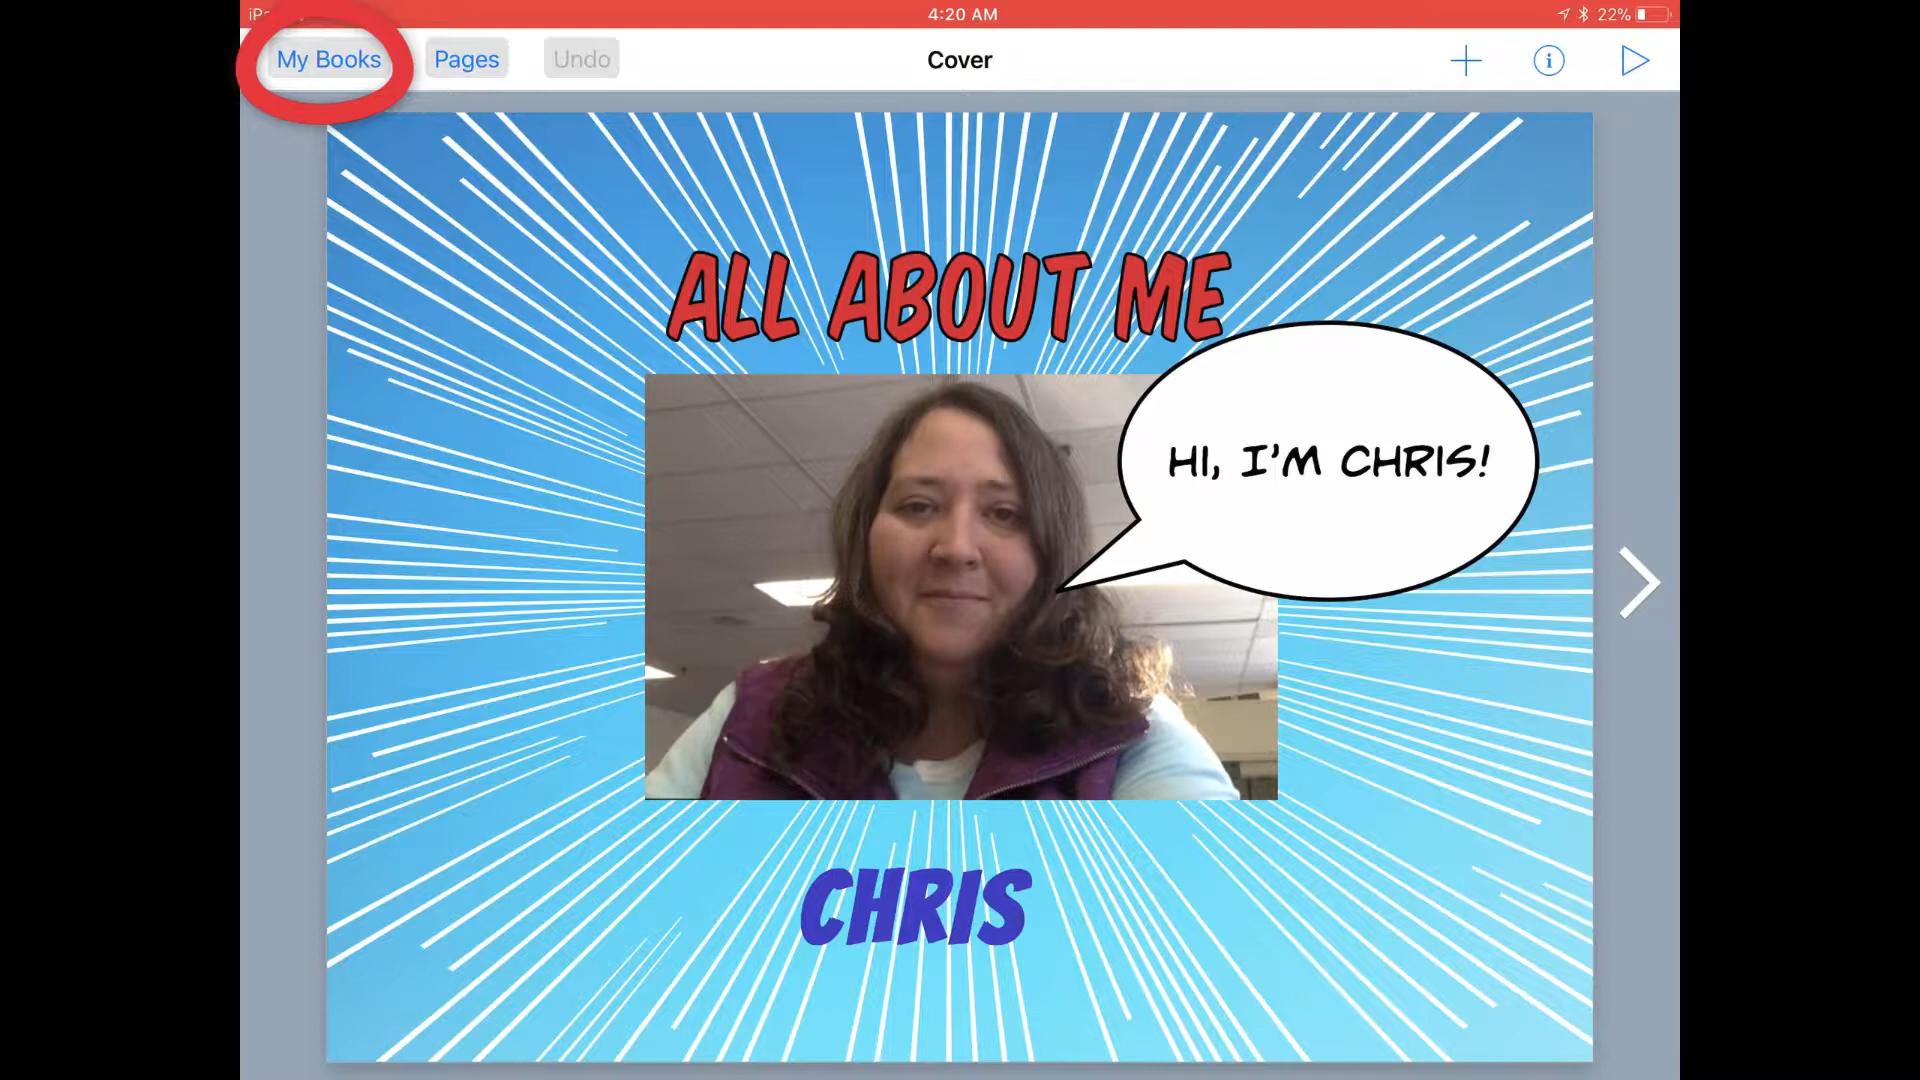 4:20 AM
22%
My Books
Pages
Undo
Cover
ALL ABOUT ME
HI, I'M CHRIS!
CHRIS